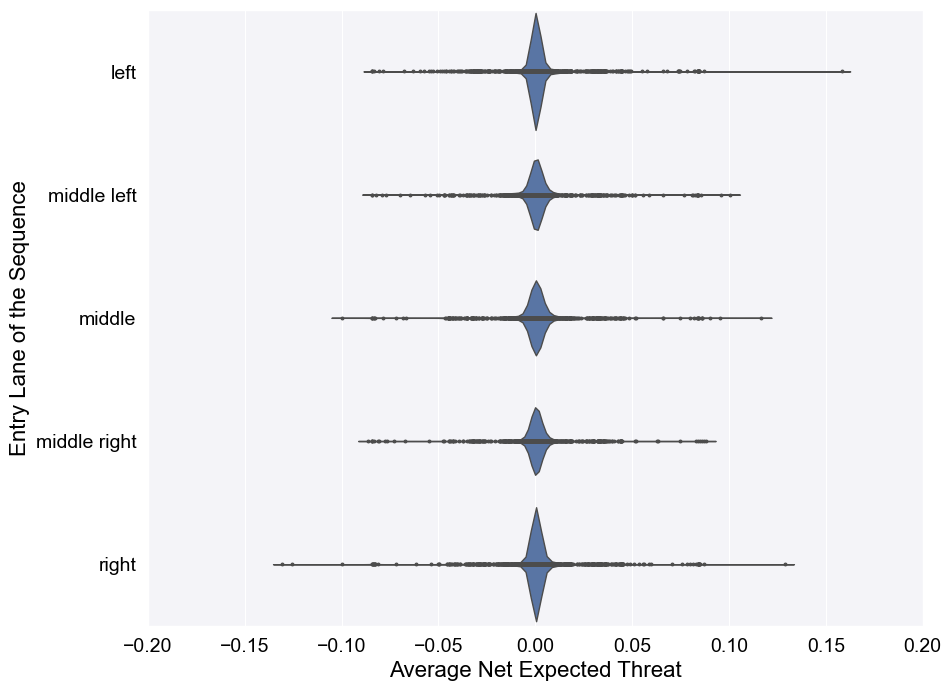 left
middle left
middle
middle right
right
Entry Lane of the Sequence
−0.20 −0.15 −0.10 −0.05 0.00 0.05 0.10 0.15 0.20
Average Net Expected Threat